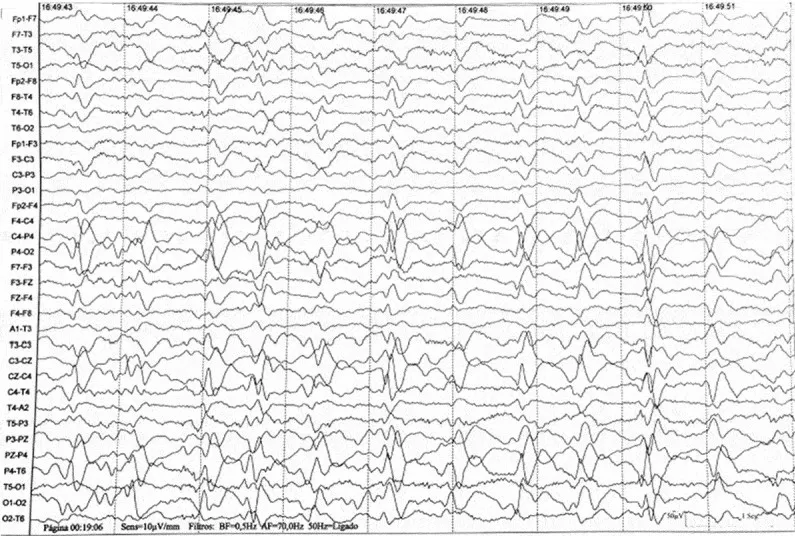 16:49:43 16:49:44 16:49:45 16:49:46 16:49:47 16:49:48 16:49:49 16:49:50 16:49:51
Fp1-F7
F7-T3
T3-T5
T5-O1
Fp2-F8
F8-T4
T4-T6
T6-O2
Fp1-F3
F3-C3
C3-P3
P3-O1
Fp2-F4
F4-C4
C4-P4
P4-O2
F7-F3
F3-FZ
FZ-F4
F4-F8
A1-T3
T3-C3
C3-CZ
CZ-C4
C4-T4
T4-A2
T5-P3
P3-PZ
PZ-P4
P4-T6
T5-O1
O1-O2
O2-T6
Página 00:19:06 Sens=10µV/mm Filtros: BF=0,5Hz AF=70,0Hz 50Hz=Ligado
50µV 1 Seg